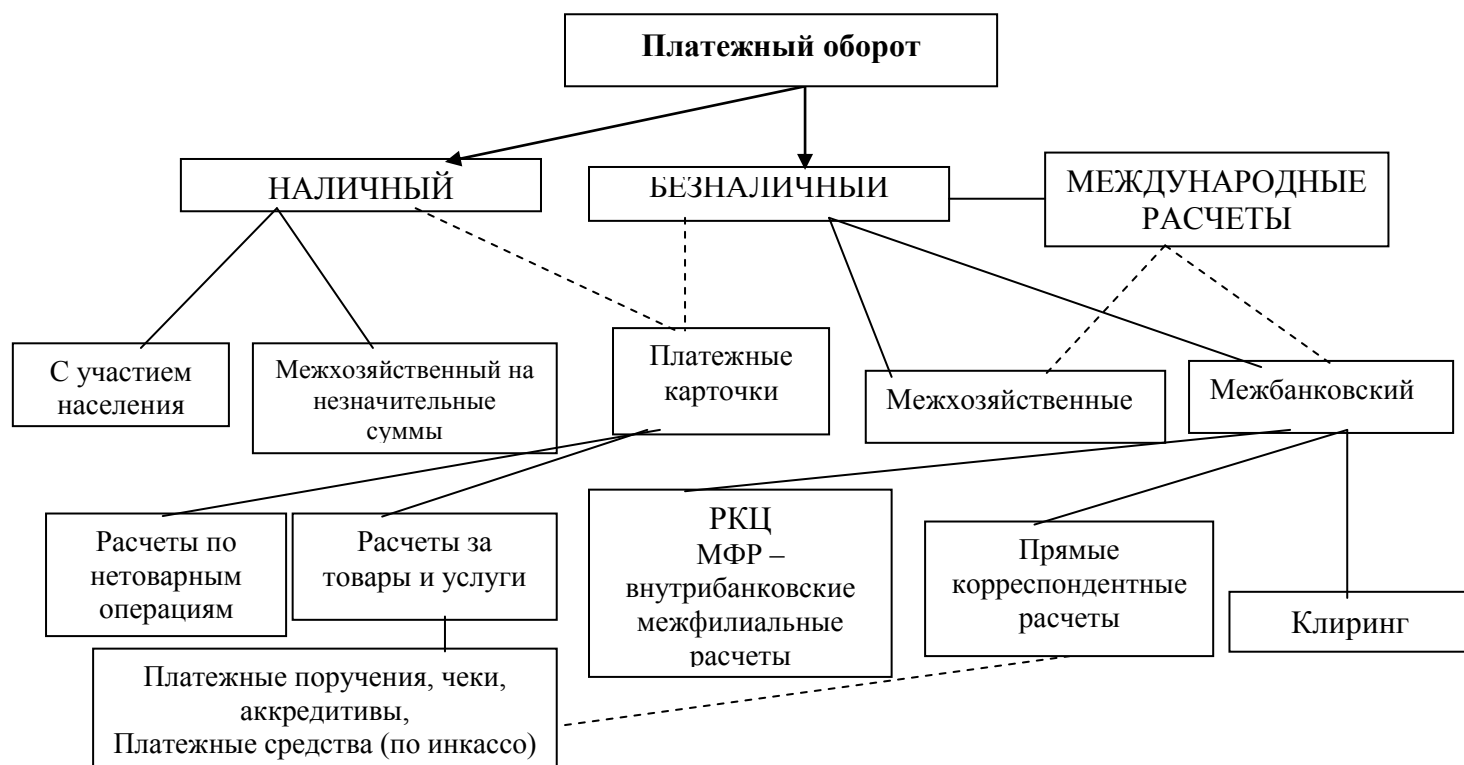 Платежный оборот
НАЛИЧНЫЙ
БЕЗНАЛИЧНЫЙ
МЕЖДУНАРОДНЫЕ
РАСЧЕТЫ
С участием
населения
Межхозяйственный на
незначительные
суммы
Платежные
карточки
Межхозяйственные
Межбанковский
Расчеты по
нетоварным
операциям
Расчеты за
товары и услуги
РКЦ
МФР –
внутрибанковские
межфилиальные
расчеты
Прямые
корреспондентные
расчеты
Клиринг
Платежные поручения, чеки,
аккредитивы,
Платежные средства (по инкассо)